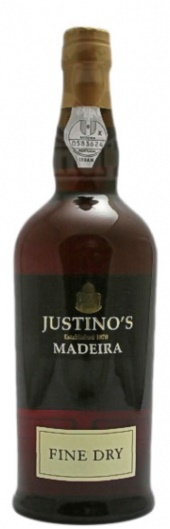 JUSTINO'S
Established 1870
MADEIRA
FINE DRY